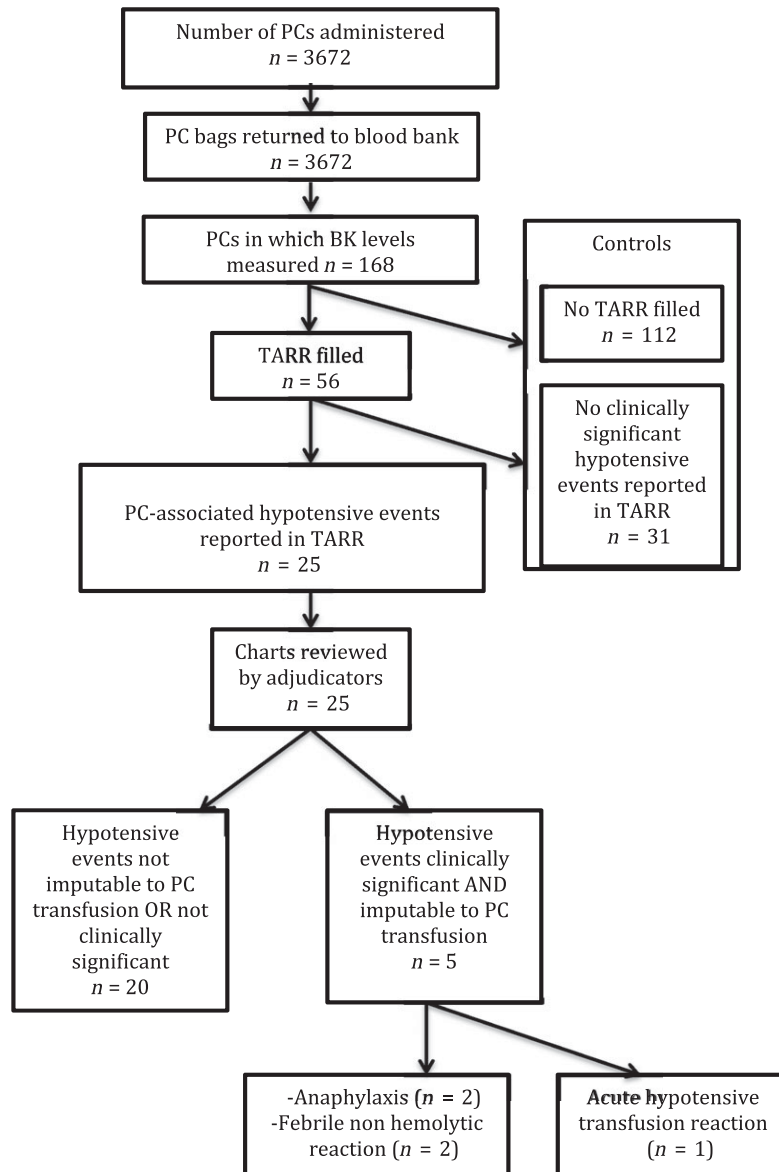 Number of PCs administered
n = 3672
PC bags returned to blood bank
n = 3672
PCs in which BK levels
measured n = 168
Controls
No TARR filled
n = 112
TARR filled
n = 56
No clinically
significant
hypotensive
events reported
in TARR
n = 31
PC-associated hypotensive events
reported in TARR
n = 25
Charts reviewed
by adjudicators
n = 25
Hypotensive
events not
imputable to PC
transfusion OR not
clinically
significant
n = 20
Hypotensive
events clinically
significant AND
imputable to PC
transfusion
n = 5
-Anaphylaxis (n = 2)
-Febrile non hemolytic
reaction (n = 2)
Acute hy
transfusion reaction
(n = 1)